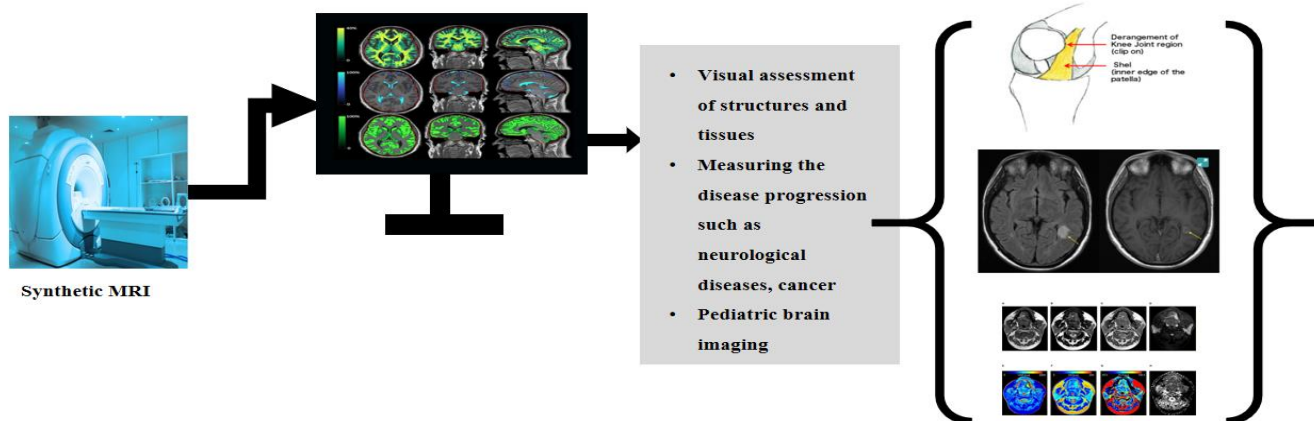 Synthetic MRI
• Visual assessment
of structures and
tissues
• Measuring the
disease progression
such as
neurological
diseases, cancer
• Pediatric brain
imaging
Derangement of
Knee Joint region
(clip on)
Shel
(inner edge of the
patella)